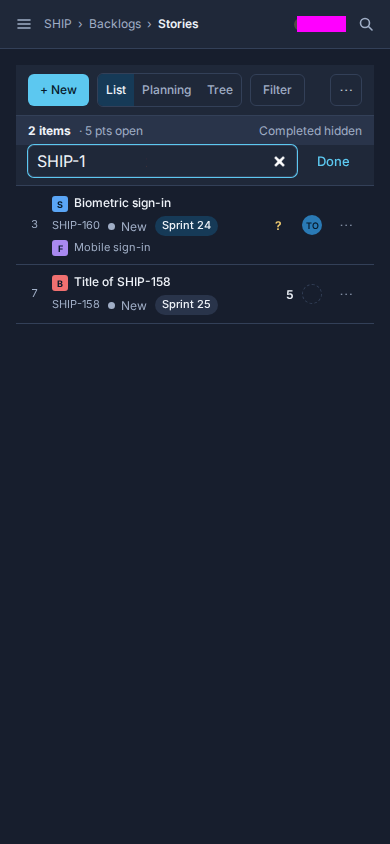 SHIP › Backlogs › Stories
+ New List Planning Tree Filter ...
2 items · 5 pts open Completed hidden
SHIP-1 Done
S Biometric sign-in
3 SHIP-160 New Sprint 24 ? TO ...
F Mobile sign-in
B Title of SHIP-158
7 SHIP-158 New Sprint 25 5 ...